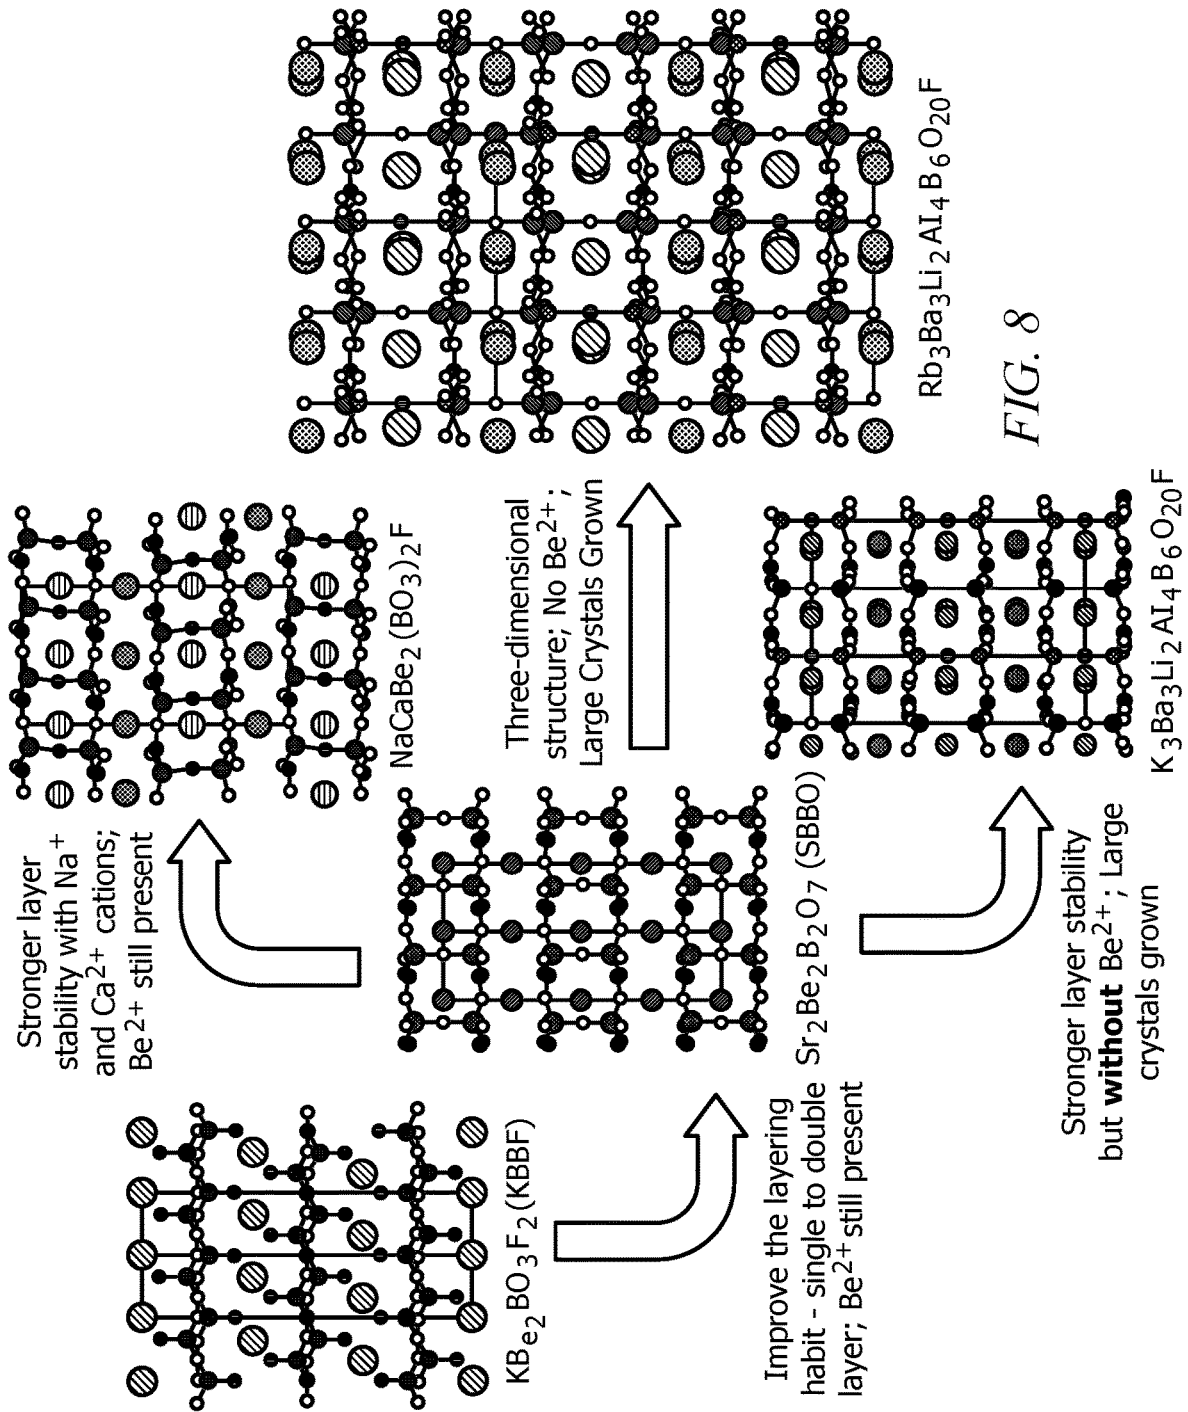 KBe₂BO₃F₂(KBBF)
Improve the layering
habit - single to double
layer; Be²⁺ still present
Stronger layer
stability with Na⁺
and Ca²⁺ cations;
Be²⁺ still present
Sr₂Be₂B₂O₇(SBBO)
NaCaBe₂(BO₃)₂F
Three-dimensional
structure; No Be²⁺;
Large Crystals Grown
Stronger layer stability
but without Be²⁺; Large
crystals grown
K₃Ba₃Li₂Al₄B₆O₂₀F
Rb₃Ba₃Li₂Al₄B₆O₂₀F
FIG. 8